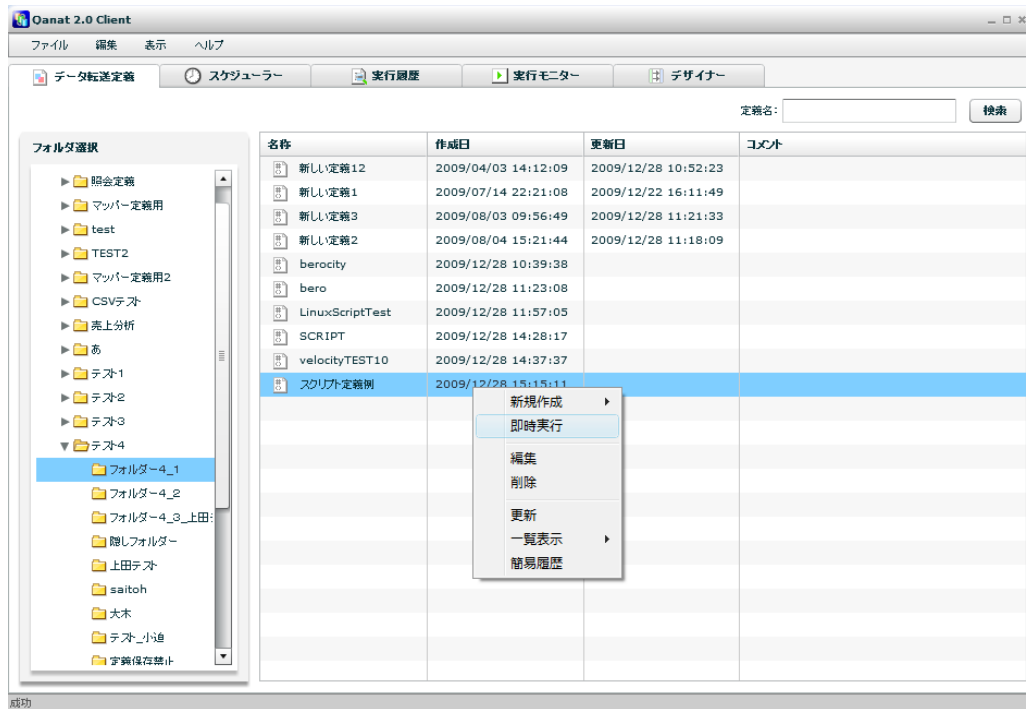 Qanat 2.0 Client
ファイル 編集 表示 ヘルプ
データ転送定義 スケジューラー 実行履歴 実行モニター デザイナー
定義名: 検索
フォルダ選択
照会定義
マッパー定義用
test
TEST2
マッパー定義用2
CSVテスト
売上分析
あ
テスト1
テスト2
テスト3
テスト4
フォルダー4_1
フォルダー4_2
フォルダー4_3_上田
隠しフォルダー
上田テスト
saitoh
大木
テスト_小迫
定義保存禁止
名称 作成日 更新日 コメント
新しい定義12 2009/04/03 14:12:09 2009/12/28 10:52:23
新しい定義1 2009/07/14 22:21:08 2009/12/22 16:11:49
新しい定義3 2009/08/03 09:56:49 2009/12/28 11:21:33
新しい定義2 2009/08/04 15:21:44 2009/12/28 11:18:09
berocity 2009/12/28 10:39:38
bero 2009/12/28 11:23:08
LinuxScriptTest 2009/12/28 11:57:05
SCRIPT 2009/12/28 14:28:17
velocityTEST10 2009/12/28 14:37:37
スクリプト定義例 2009/12/28 15:15:11
新規作成
即時実行
編集
削除
更新
一覧表示
簡易履歴
成功